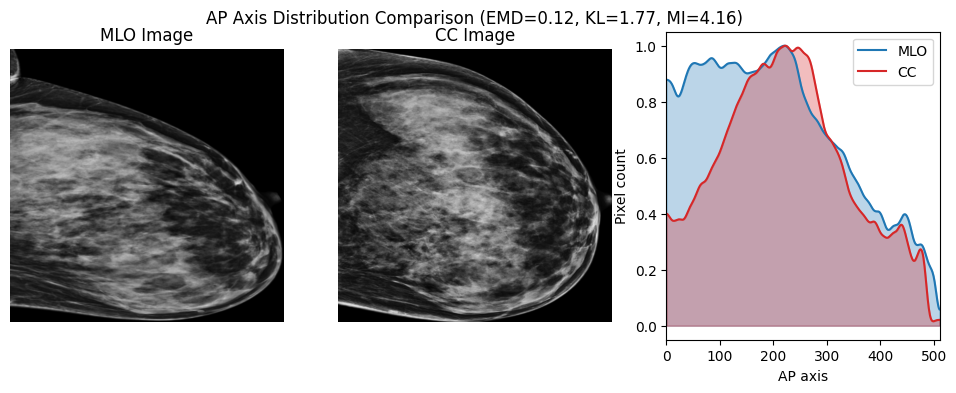 AP Axis Distribution Comparison (EMD=0.12, KL=1.77, MI=4.16)
MLO Image
CC Image
MLO
CC
Pixel count
1.0
0.8
0.6
0.4
0.2
0.0
0 100 200 300 400 500
AP axis